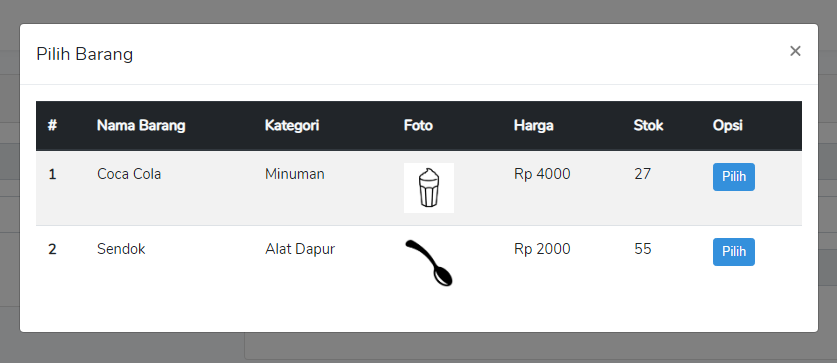 Pilih Barang ×
# Nama Barang Kategori Foto Harga Stok Opsi
1 Coca Cola Minuman Rp 4000 27 Pilih
2 Sendok Alat Dapur Rp 2000 55 Pilih